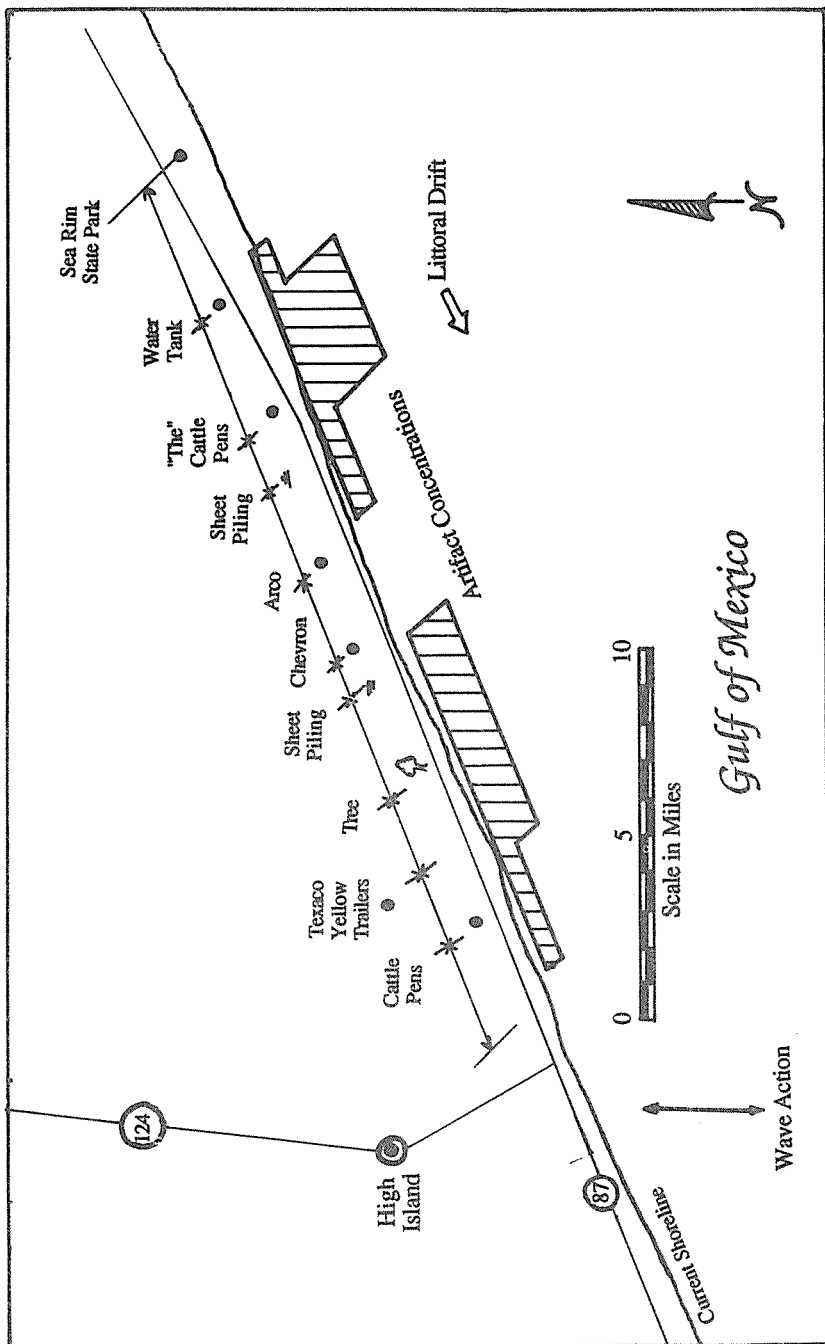 Sea Rim
State Park
Water
Tank
"The"
Cattle
Pens
Sheet
Piling
Arco
Chevron
Sheet
Piling
Tree
Texaco
Yellow
Trailers
Cattle
Pens
124
High
Island
87
Current Shoreline
Littoral Drift
Artifact Concentrations
Gulf of Mexico
0 5 10
Scale in Miles
Wave Action
N